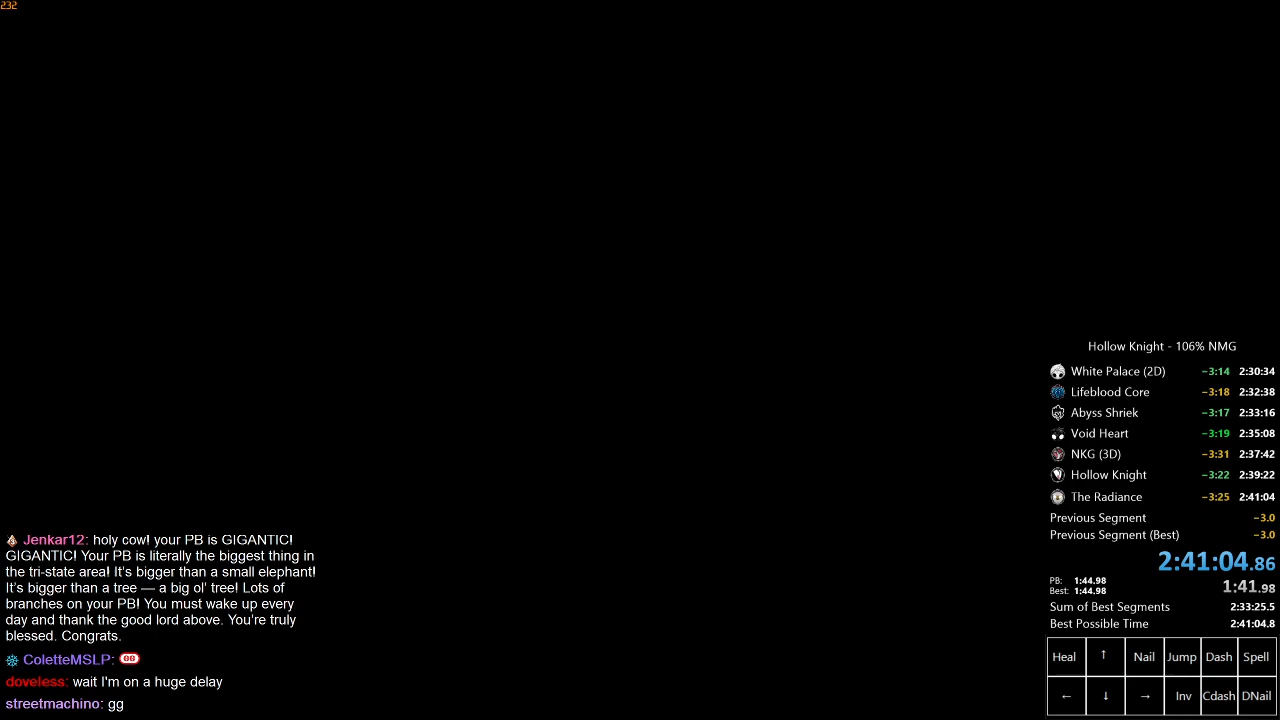 232
Hollow Knight - 106% NMG
White Palace (2D) −3:14 2:30:34
Lifeblood Core −3:18 2:32:38
Abyss Shriek −3:17 2:33:16
Void Heart −3:19 2:35:08
NKG (3D) −3:31 2:37:42
Hollow Knight −3:22 2:39:22
The Radiance −3:25 2:41:04
Previous Segment −3.0
Previous Segment (Best) −3.0
2:41:04.86
PB: 1:44.98
Best: 1:44.98
1:41.98
Sum of Best Segments 2:33:25.5
Best Possible Time 2:41:04.8
Heal ↑ Nail Jump Dash Spell
← ↓ → Inv Cdash DNail
Jenkar12: holy cow! your PB is GIGANTIC!
GIGANTIC! Your PB is literally the biggest thing in
the tri-state area! It's bigger than a small elephant!
It's bigger than a tree — a big ol' tree! Lots of
branches on your PB! You must wake up every
day and thank the good lord above. You're truly
blessed. Congrats.
ColetteMSLP:
doveless: wait I'm on a huge delay
streetmachino: gg